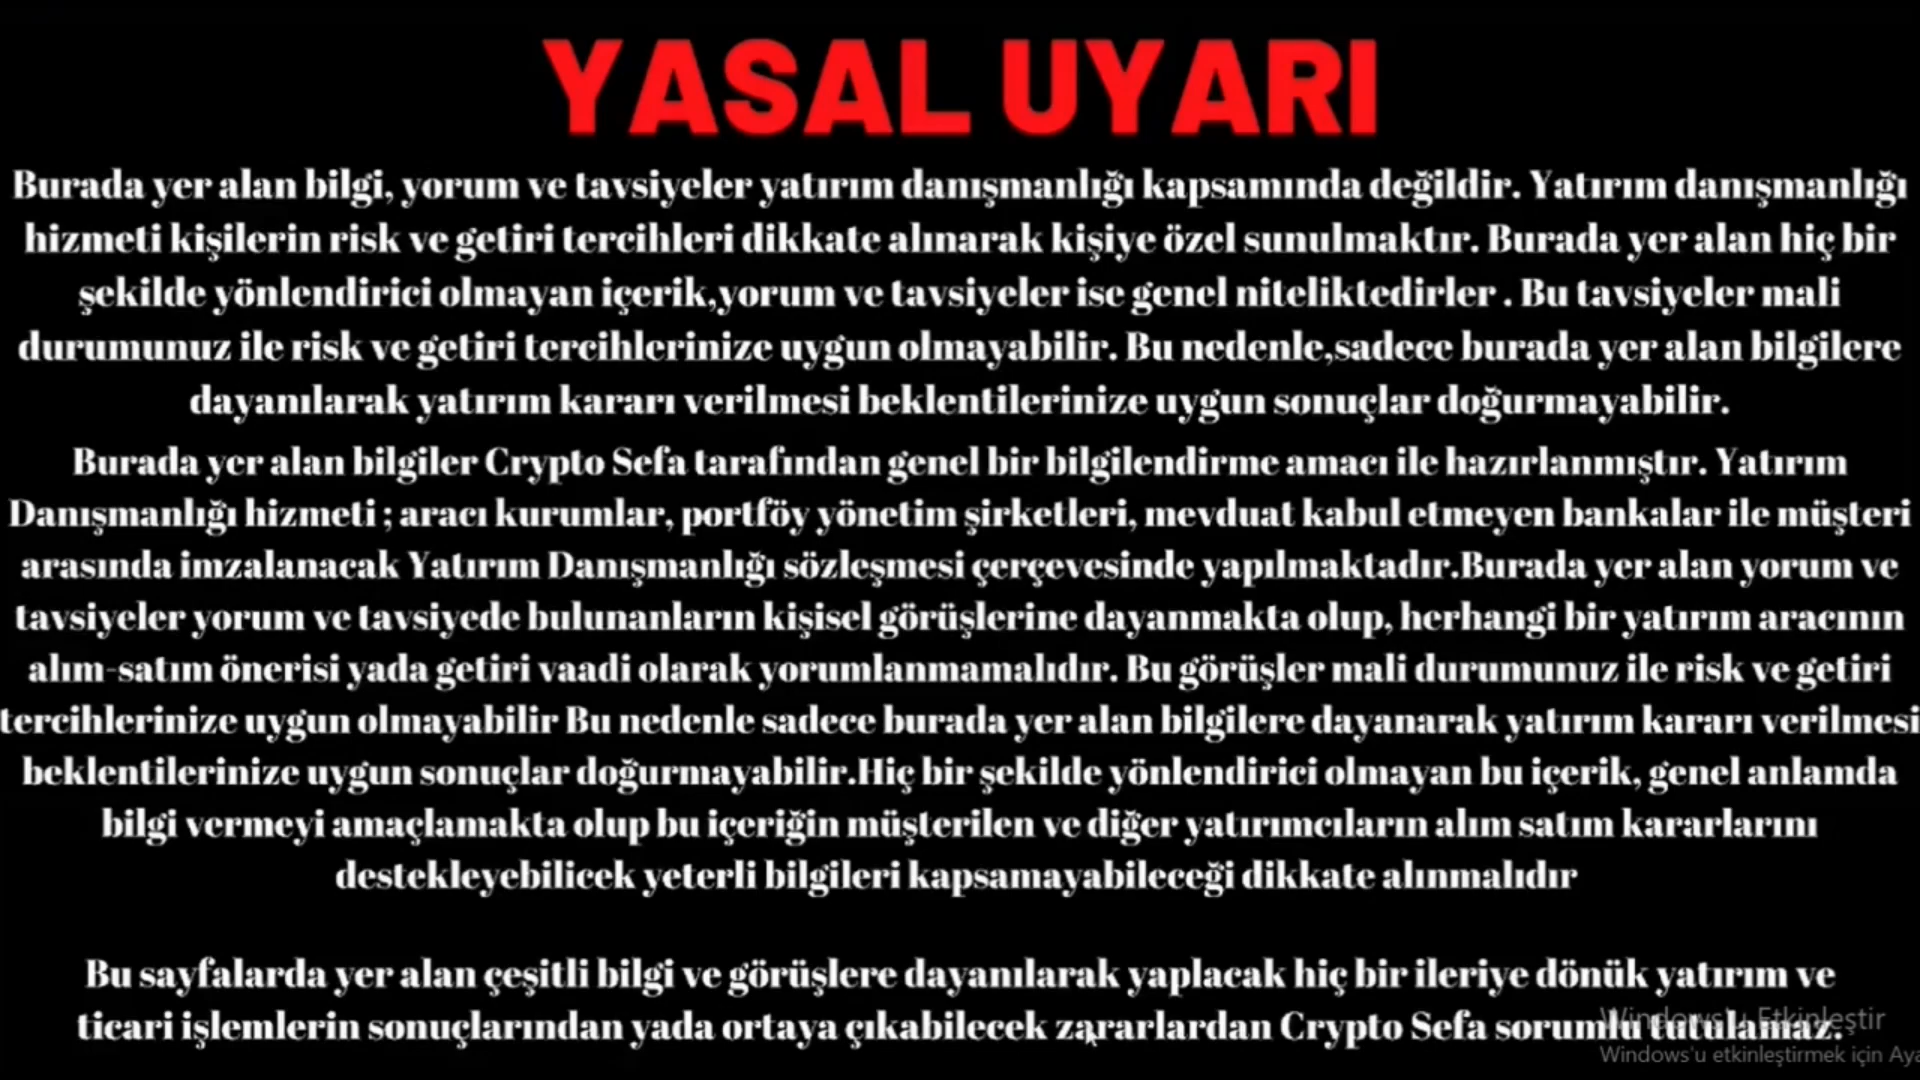 YASAL UYARI
Burada yer alan bilgi, yorum ve tavsiyeler yatırım danışmanlığı kapsamında değildir. Yatırım danışmanlığı
hizmeti kişilerin risk ve getiri tercihleri dikkate alınarak kişiye özel sunulmaktır. Burada yer alan hiç bir
şekilde yönlendirici olmayan içerik,yorum ve tavsiyeler ise genel niteliktedirler . Bu tavsiyeler mali
durumunuz ile risk ve getiri tercihlerinize uygun olmayabilir. Bu nedenle,sadece burada yer alan bilgilere
dayanılarak yatırım kararı verilmesi beklentilerinize uygun sonuçlar doğurmayabilir.
Burada yer alan bilgiler Crypto Sefa tarafından genel bir bilgilendirme amacı ile hazırlanmıştır. Yatırım
Danışmanlığı hizmeti ; aracı kurumlar, portföy yönetim şirketleri, mevduat kabul etmeyen bankalar ile müşteri
arasında imzalanacak Yatırım Danışmanlığı sözleşmesi çerçevesinde yapılmaktadır.Burada yer alan yorum ve
tavsiyeler yorum ve tavsiyede bulunanların kişisel görüşlerine dayanmakta olup, herhangi bir yatırım aracının
alım-satım önerisi yada getiri vaadi olarak yorumlanmamalıdır. Bu görüşler mali durumunuz ile risk ve getiri
tercihlerinize uygun olmayabilir Bu nedenle sadece burada yer alan bilgilere dayanarak yatırım kararı verilmesi
beklentilerinize uygun sonuçlar doğurmayabilir.Hiç bir şekilde yönlendirici olmayan bu içerik, genel anlamda
bilgi vermeyi amaçlamakta olup bu içeriğin müşterilen ve diğer yatırımcıların alım satım kararlarını
destekleyebilicek yeterli bilgileri kapsamayabileceği dikkate alınmalıdır
Bu sayfalarda yer alan çeşitli bilgi ve görüşlere dayanılarak yaplacak hiç bir ileriye dönük yatırım ve
ticari işlemlerin sonuçlarından yada ortaya çıkabilecek zararlardan Crypto Sefa sorumlu tutulamaz.
Windows'u Etkinleştir
Windows'u etkinleştirmek için Aya